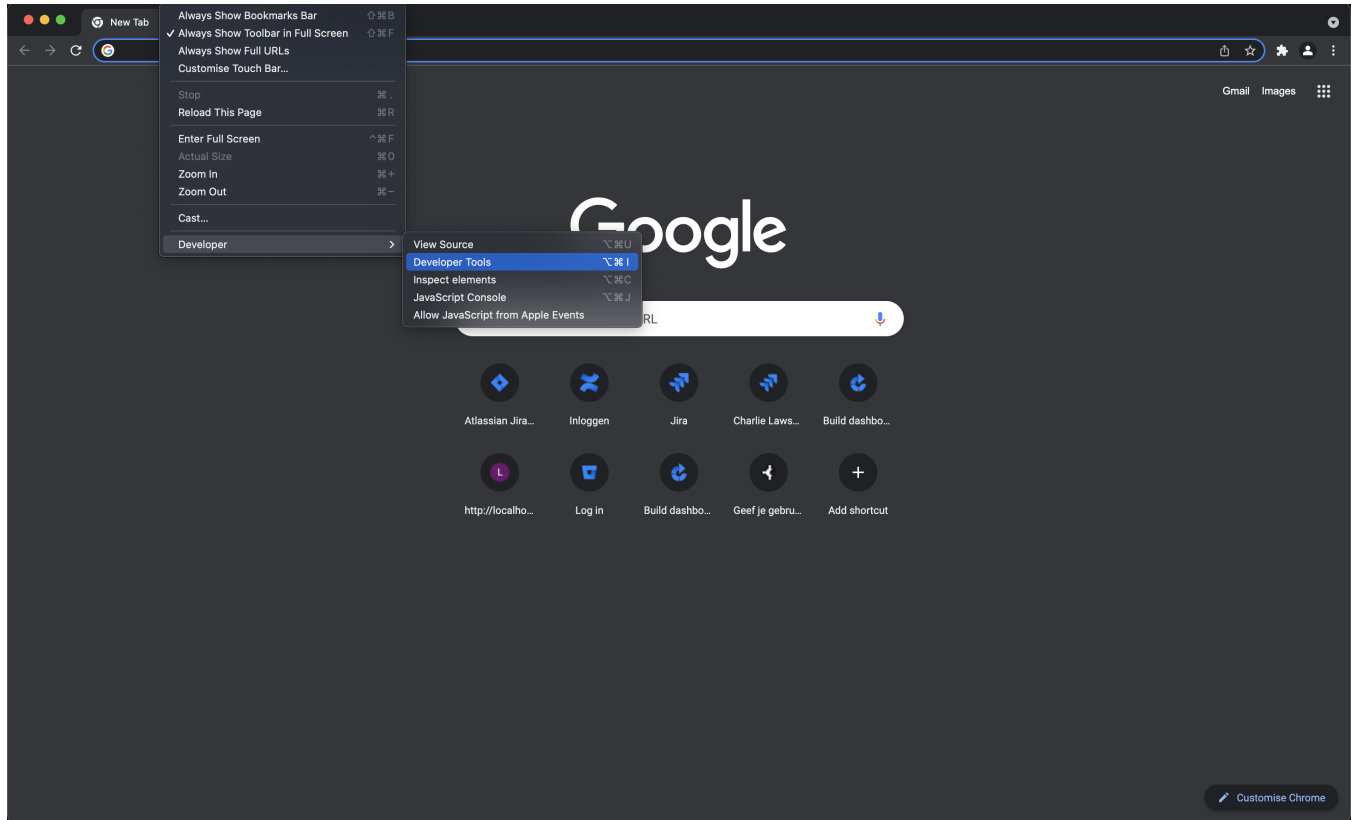 New Tab
Always Show Bookmarks Bar ⇧⌘B
✓ Always Show Toolbar in Full Screen ⇧⌘F
Always Show Full URLs
Customise Touch Bar...
Stop ⌘.
Reload This Page ⌘R
Enter Full Screen ^⌘F
Actual Size ⌘0
Zoom In ⌘+
Zoom Out ⌘−
Cast...
Developer >
View Source ⌥⌘U
Developer Tools ⌥⌘I
Inspect elements ⌥⌘C
JavaScript Console ⌥⌘J
Allow JavaScript from Apple Events
Gmail Images
Google
RL
Atlassian Jira... Inloggen Jira Charlie Laws... Build dashbo...
L
http://localho... Log in Build dashbo... Geef je gebru... Add shortcut
Customise Chrome